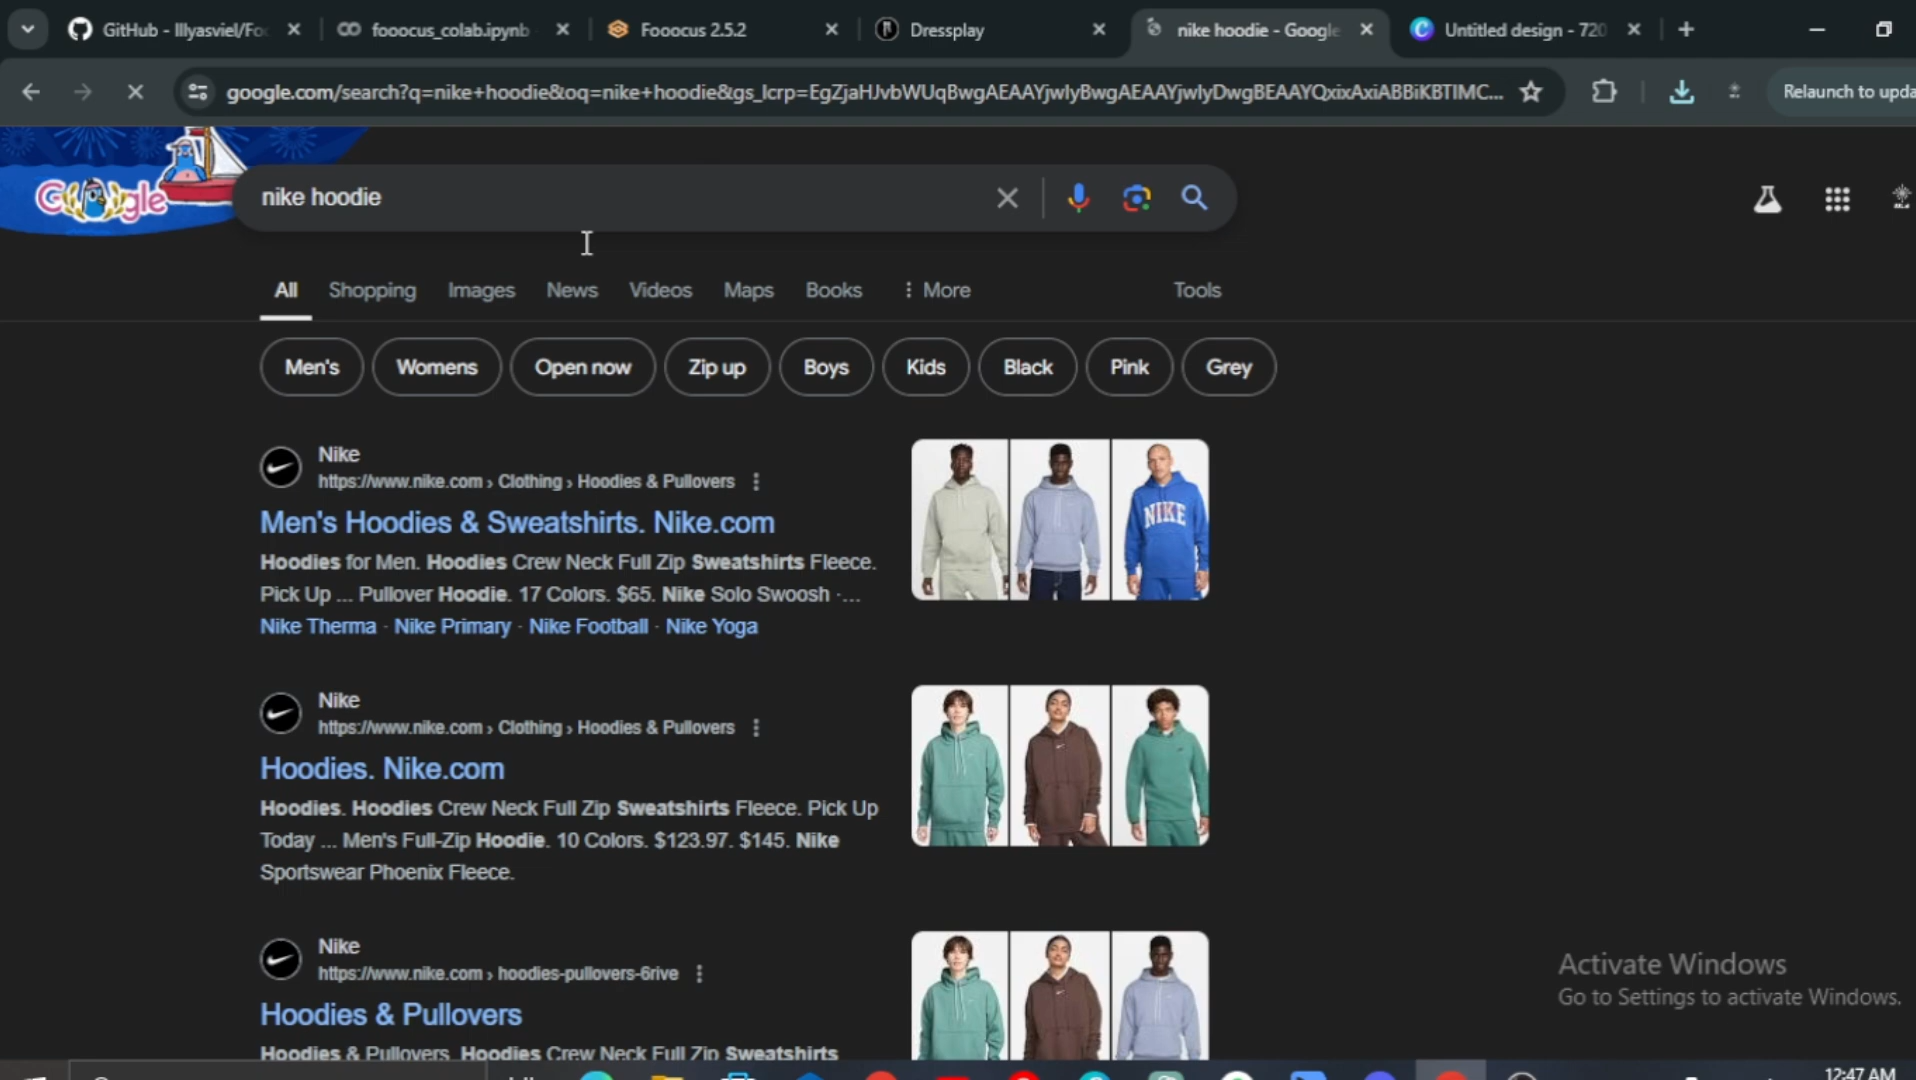 GitHub - Illyasviel/Foo
fooocus_colab.ipynb
Fooocus 2.5.2
Dressplay
nike hoodie - Google
Untitled design - 720
google.com/search?q=nike+hoodie&oq=nike+hoodie&gs_lcrp=EgZjaHJvbWUqBwgAEAAYjwIyBwgAEAAYjwIyDwgBEAAYQxixAxiABBiKBTIMC...
Relaunch to upda
Google
nike hoodie
All
Shopping
Images
News
Videos
Maps
Books
More
Tools
Men's
Womens
Open now
Zip up
Boys
Kids
Black
Pink
Grey
Nike
https://www.nike.com › Clothing › Hoodies & Pullovers
Men's Hoodies & Sweatshirts. Nike.com
Hoodies for Men. Hoodies Crew Neck Full Zip Sweatshirts Fleece.
Pick Up ... Pullover Hoodie. 17 Colors. $65. Nike Solo Swoosh ·...
Nike Therma · Nike Primary · Nike Football · Nike Yoga
NIKE
Nike
https://www.nike.com › Clothing › Hoodies & Pullovers
Hoodies. Nike.com
Hoodies. Hoodies Crew Neck Full Zip Sweatshirts Fleece. Pick Up
Today ... Men's Full-Zip Hoodie. 10 Colors. $123.97. $145. Nike
Sportswear Phoenix Fleece.
Nike
https://www.nike.com › hoodies-pullovers-6rive
Hoodies & Pullovers
Hoodies & Pullovers. Hoodies Crew Neck Full Zip Sweatshirts
Activate Windows
Go to Settings to activate Windows.
12:47 AM